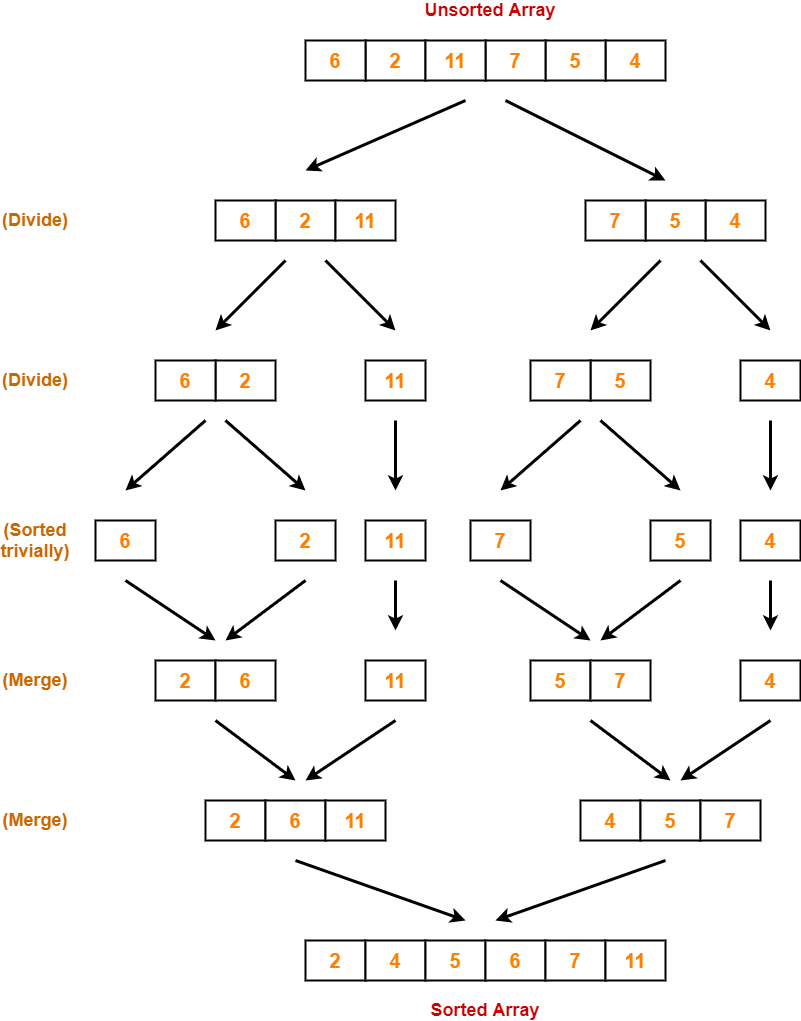 Unsorted Array
6 2 11 7 5 4
(Divide)
6 2 11 7 5 4
(Divide)
6 2 11 7 5 4
(Sorted
trivially)
6 2 11 7 5 4
(Merge)
2 6 11 5 7 4
(Merge)
2 6 11 4 5 7
2 4 5 6 7 11
Sorted Array